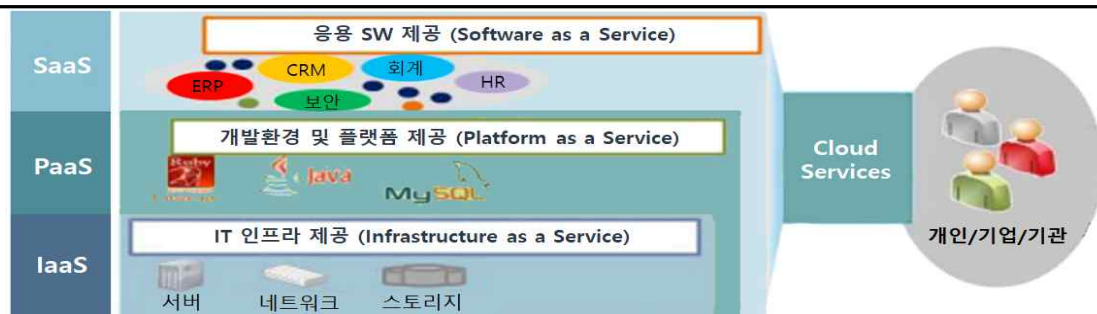 SaaS
응용 SW 제공 (Software as a Service)
ERP
CRM
회계
HR
보안
PaaS
개발환경 및 플랫폼 제공 (Platform as a Service)
Ruby
Java
MySQL
IaaS
IT 인프라 제공 (Infrastructure as a Service)
서버
네트워크
스토리지
Cloud
Services
개인/기업/기관